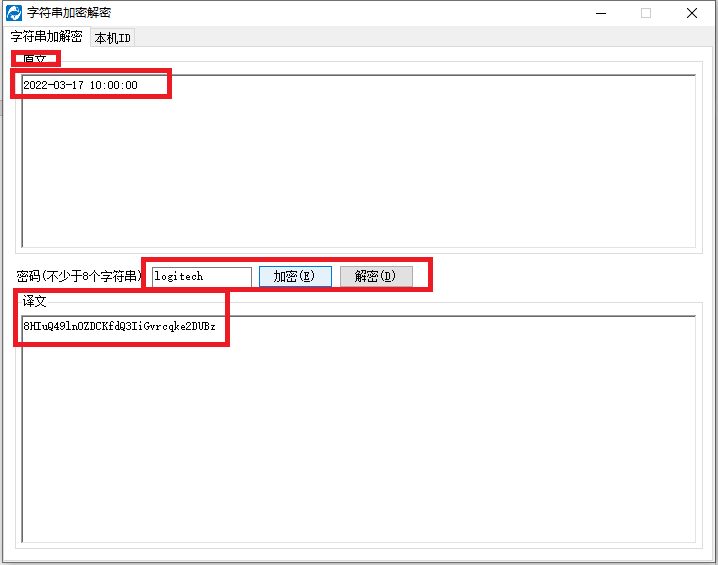 字符串加密解密
字符串加解密 本机ID
原文
2022-03-17 10:00:00
密码(不少于8个字符串) logitech 加密(E) 解密(D)
译文
8HIuQ49lnOZDCKfdQ3IiGvrcqke2DUBz